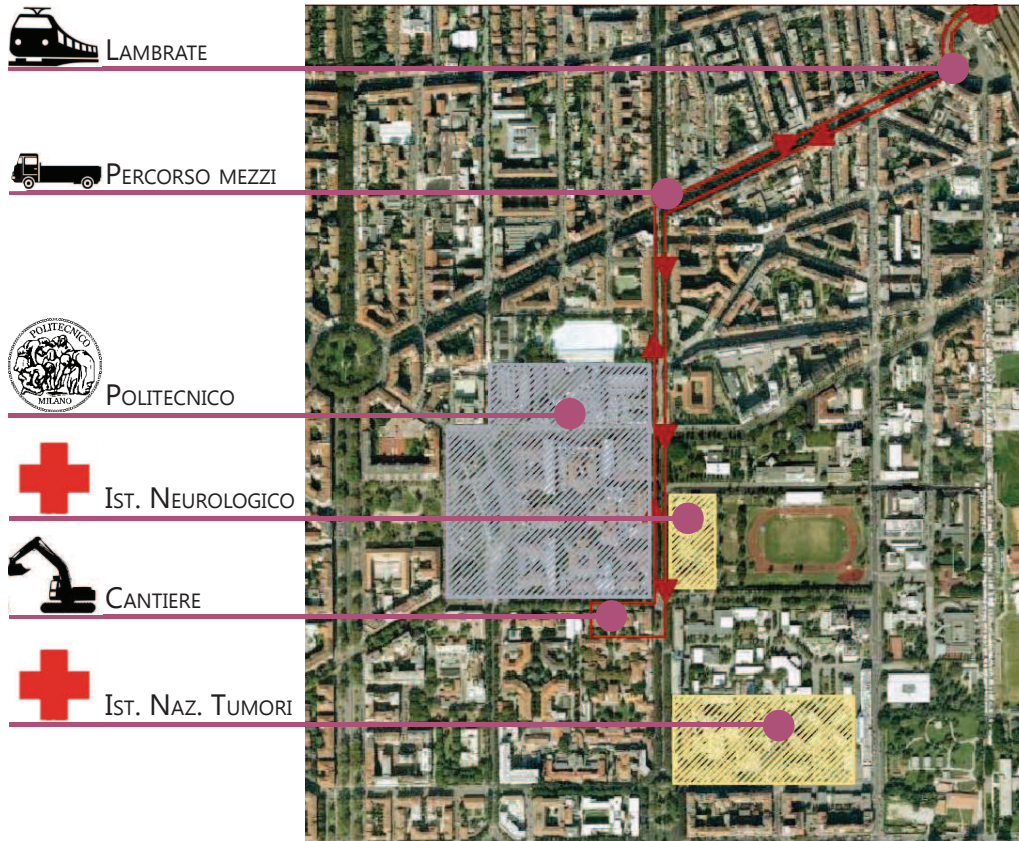 LAMBRATE
PERCORSO MEZZI
POLITECNICO
MILANO
POLITECNICO
IST. NEUROLOGICO
CANTIERE
IST. NAZ. TUMORI